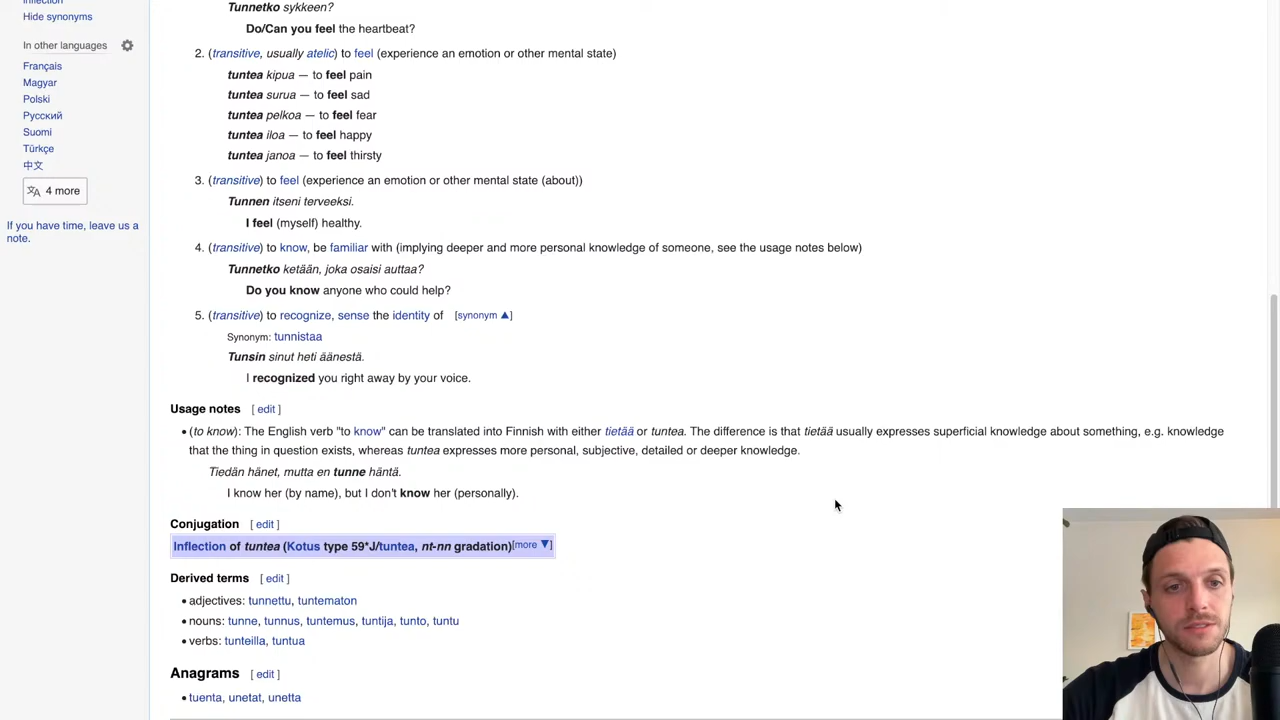 Hide synonyms
In other languages
Français
Magyar
Polski
Русский
Suomi
Türkçe
中文
4 more
If you have time, leave us a
note.
Tunnetko sykkeen?
Do/Can you feel the heartbeat?
2. (transitive, usually atelic) to feel (experience an emotion or other mental state)
tuntea kipua — to feel pain
tuntea surua — to feel sad
tuntea pelkoa — to feel fear
tuntea iloa — to feel happy
tuntea janoa — to feel thirsty
3. (transitive) to feel (experience an emotion or other mental state (about))
Tunnen itseni terveeksi.
I feel (myself) healthy.
4. (transitive) to know, be familiar with (implying deeper and more personal knowledge of someone, see the usage notes below)
Tunnetko ketään, joka osaisi auttaa?
Do you know anyone who could help?
5. (transitive) to recognize, sense the identity of [synonym ▲]
Synonym: tunnistaa
Tunsin sinut heti äänestä.
I recognized you right away by your voice.
Usage notes [ edit ]
• (to know): The English verb "to know" can be translated into Finnish with either tietää or tuntea. The difference is that tietää usually expresses superficial knowledge about something, e.g. knowledge
that the thing in question exists, whereas tuntea expresses more personal, subjective, detailed or deeper knowledge.
Tiedän hänet, mutta en tunne häntä.
I know her (by name), but I don't know her (personally).
Conjugation [ edit ]
Inflection of tuntea (Kotus type 59*J/tuntea, nt-nn gradation)[more ▼]
Derived terms [ edit ]
• adjectives: tunnettu, tuntematon
• nouns: tunne, tunnus, tuntemus, tuntija, tunto, tuntu
• verbs: tunteilla, tuntua
Anagrams [ edit ]
• tuenta, unetat, unetta